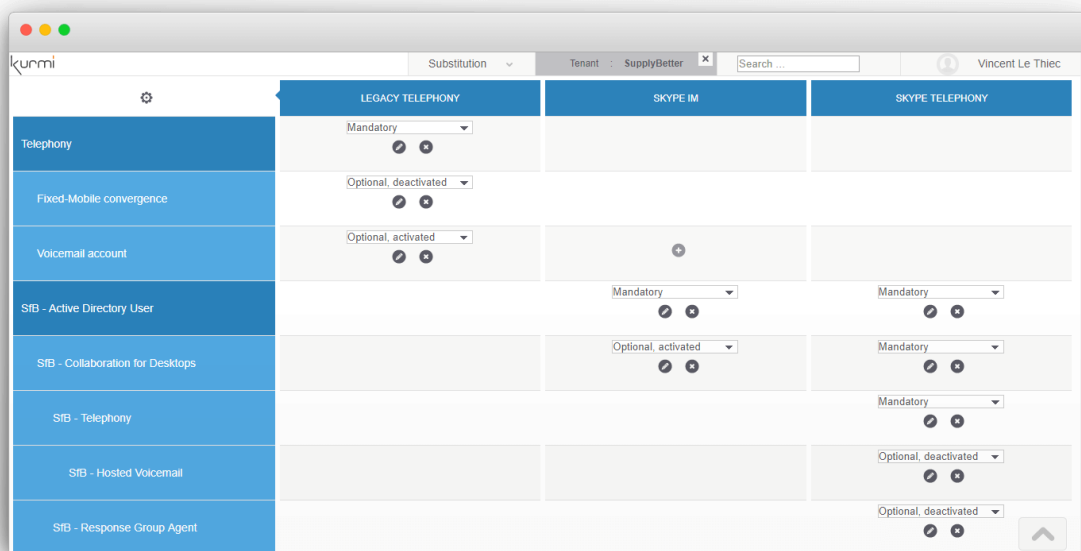 kurmi
Substitution
Tenant : SupplyBetter
Search ...
Vincent Le Thiec
LEGACY TELEPHONY
SKYPE IM
SKYPE TELEPHONY
Telephony
Mandatory
Fixed-Mobile convergence
Optional, deactivated
Voicemail account
Optional, activated
SfB - Active Directory User
Mandatory
Mandatory
SfB - Collaboration for Desktops
Optional, activated
Mandatory
SfB - Telephony
Mandatory
SfB - Hosted Voicemail
Optional, deactivated
SfB - Response Group Agent
Optional, deactivated